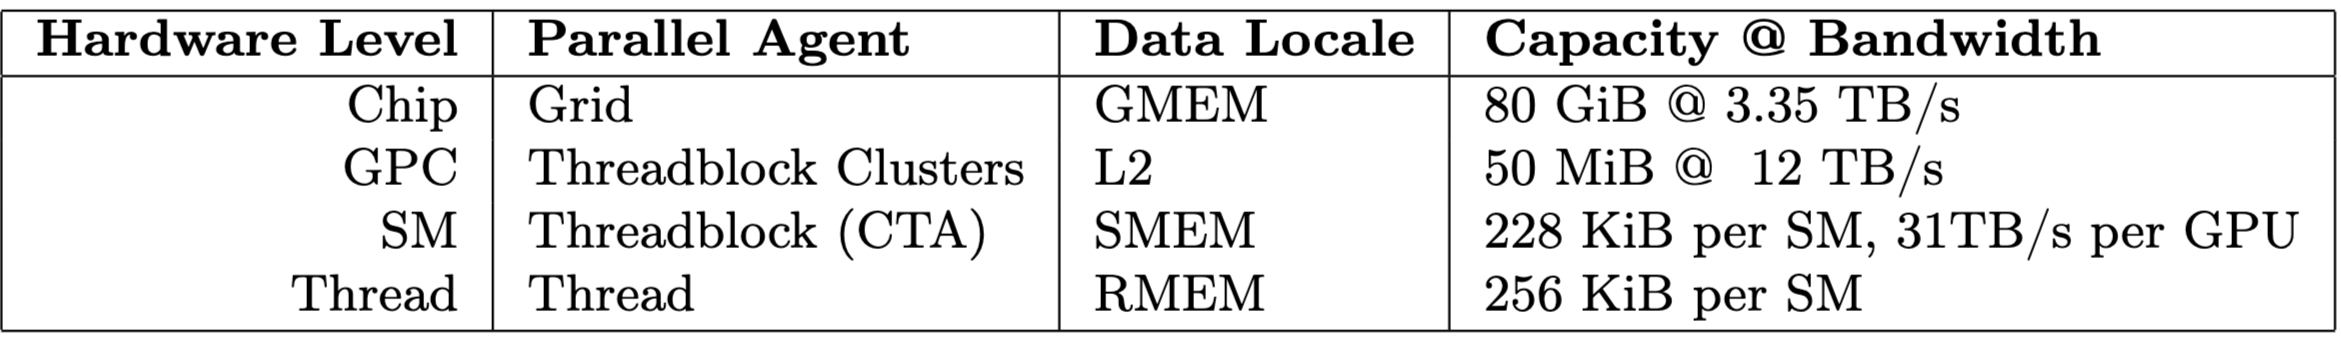 Hardware Level Parallel Agent Data Locale Capacity @ Bandwidth
Chip Grid GMEM 80 GiB @ 3.35 TB/s
GPC Threadblock Clusters L2 50 MiB @ 12 TB/s
SM Threadblock (CTA) SMEM 228 KiB per SM, 31TB/s per GPU
Thread Thread RMEM 256 KiB per SM